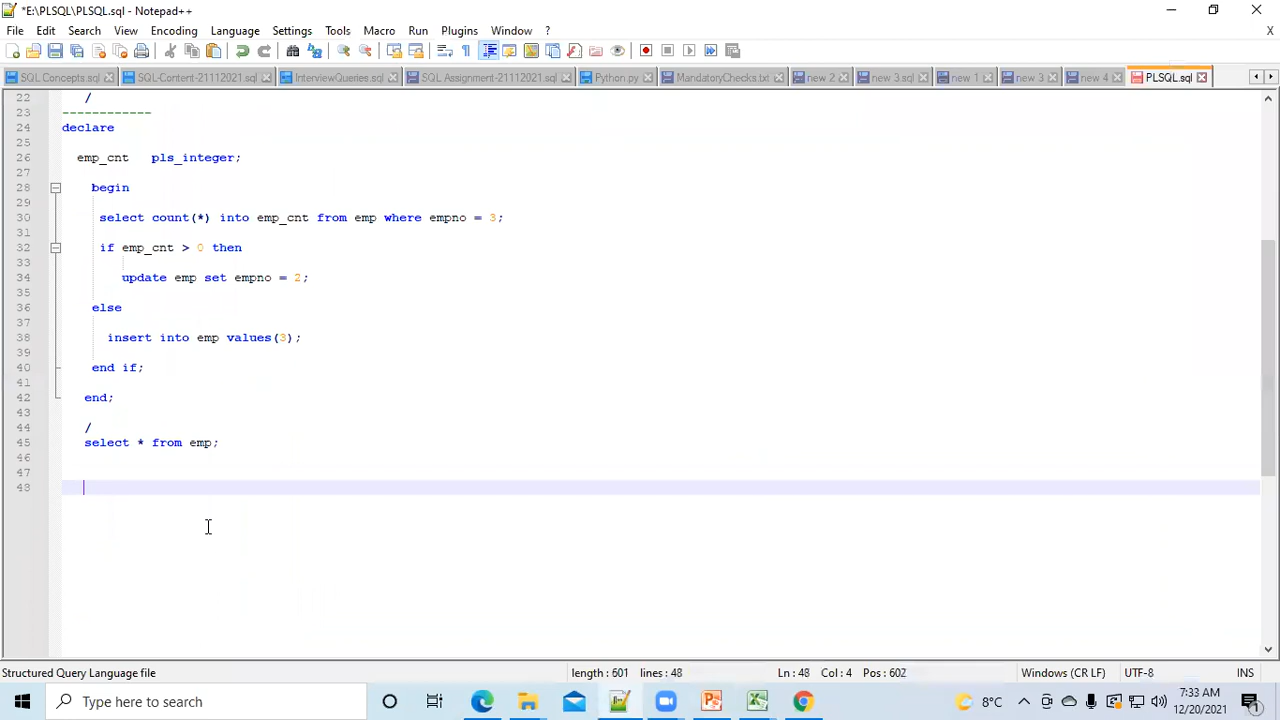 *E:\PLSQL\PLSQL.sql - Notepad++
File Edit Search View Encoding Language Settings Tools Macro Run Plugins Window ?
X
SQL Concepts.sql SQL-Content-21112021.sql InterviewQueries.sql SQL Assignment-21112021.sql Python.py MandatoryChecks.txt new 2 new 3.sql new 1 new 3 new 4 PLSQL.sql
22 /
23 ------------
24 declare
25
26 emp_cnt pls_integer;
27
28 begin
29
30 select count(*) into emp_cnt from emp where empno = 3;
31
32 if emp_cnt > 0 then
33
34 update emp set empno = 2;
35
36 else
37
38 insert into emp values(3);
39
40 end if;
41
42 end;
43
44 /
45 select * from emp;
46
47
48
Structured Query Language file length : 601 lines : 48 Ln : 48 Col : 4 Pos : 602 Windows (CR LF) UTF-8 INS
Type here to search 8°C 7:33 AM
12/20/2021 1